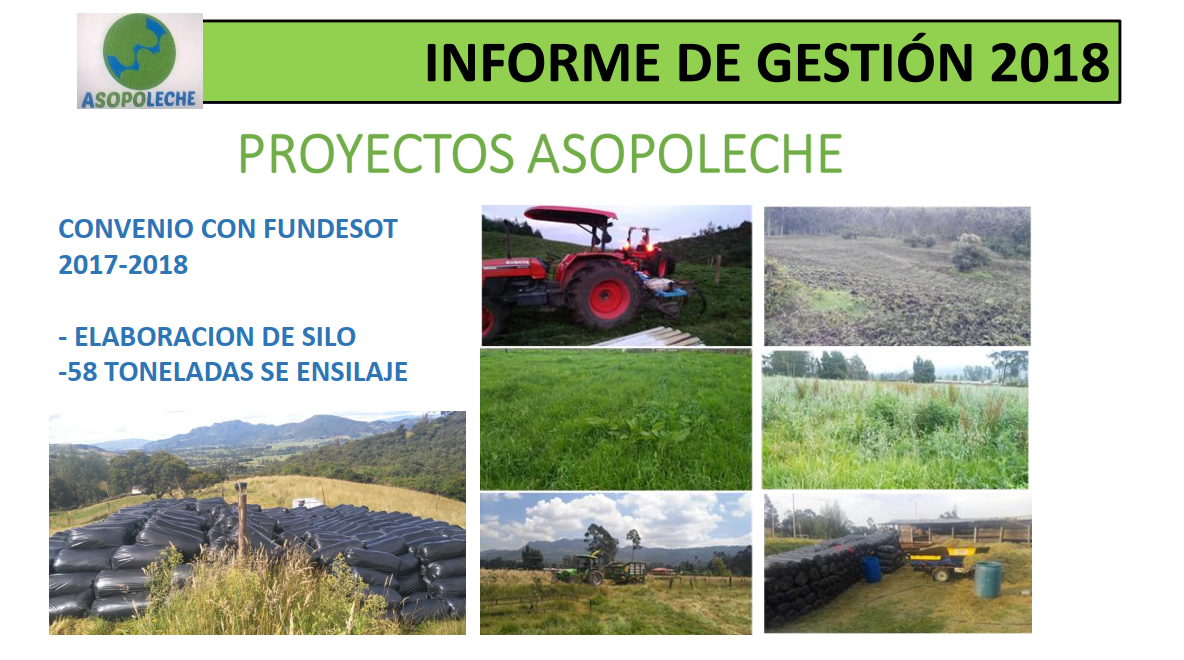 ASOPOLECHE
INFORME DE GESTIÓN 2018
PROYECTOS ASOPOLECHE
CONVENIO CON FUNDESOT
2017-2018
- ELABORACION DE SILO
-58 TONELADAS SE ENSILAJE
KUBOTA